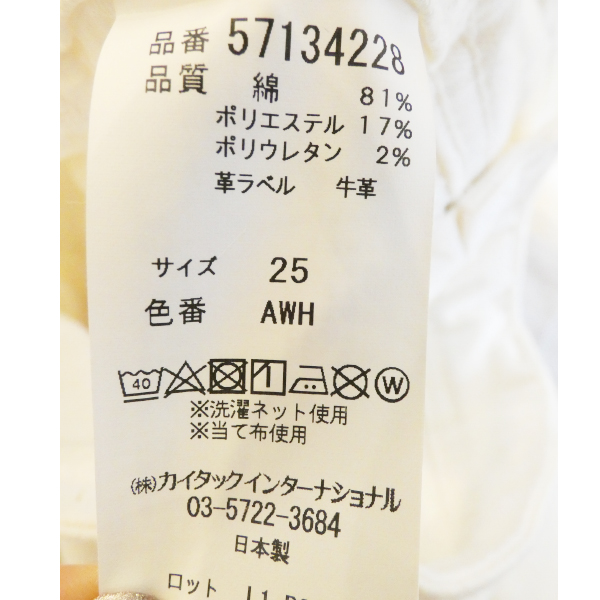 品番 57134228
品質 綿 81%
ポリエステル 17%
ポリウレタン 2%
革ラベル 牛革
サイズ 25
色番 AWH
40 W
※洗濯ネット使用
※当て布使用
(株)カイタックインターナショナル
03-5722-3684
日本製
ロット